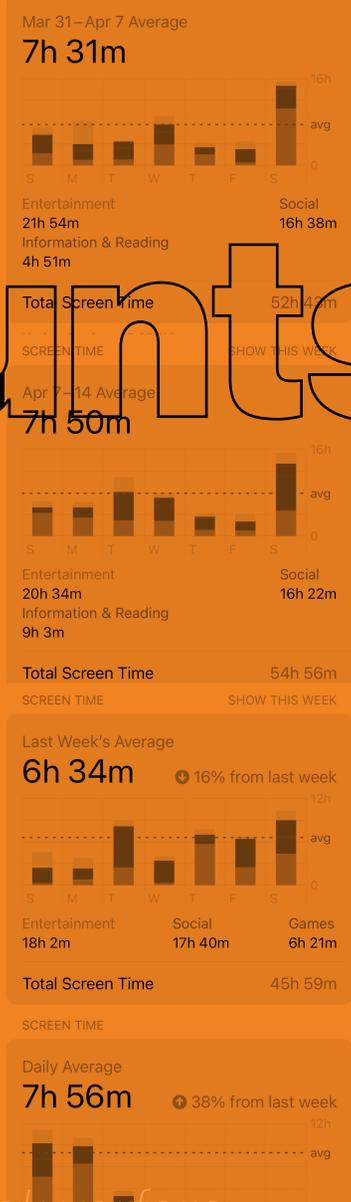 Mar 31–Apr 7 Average
7h 31m
16h
avg
0
S M T W T F S
Entertainment Social
21h 54m 16h 38m
Information & Reading
4h 51m
Total Screen Time 52h 43m
unts
SCREEN TIME SHOW THIS WEEK
Apr 7–14 Average
7h 50m
16h
avg
0
S M T W T F S
Entertainment Social
20h 34m 16h 22m
Information & Reading
9h 3m
Total Screen Time 54h 56m
SCREEN TIME SHOW THIS WEEK
Last Week's Average
6h 34m 16% from last week
12h
avg
0
S M T W T F S
Entertainment Social Games
18h 2m 17h 40m 6h 21m
Total Screen Time 45h 59m
SCREEN TIME
Daily Average
7h 56m 38% from last week
12h
avg